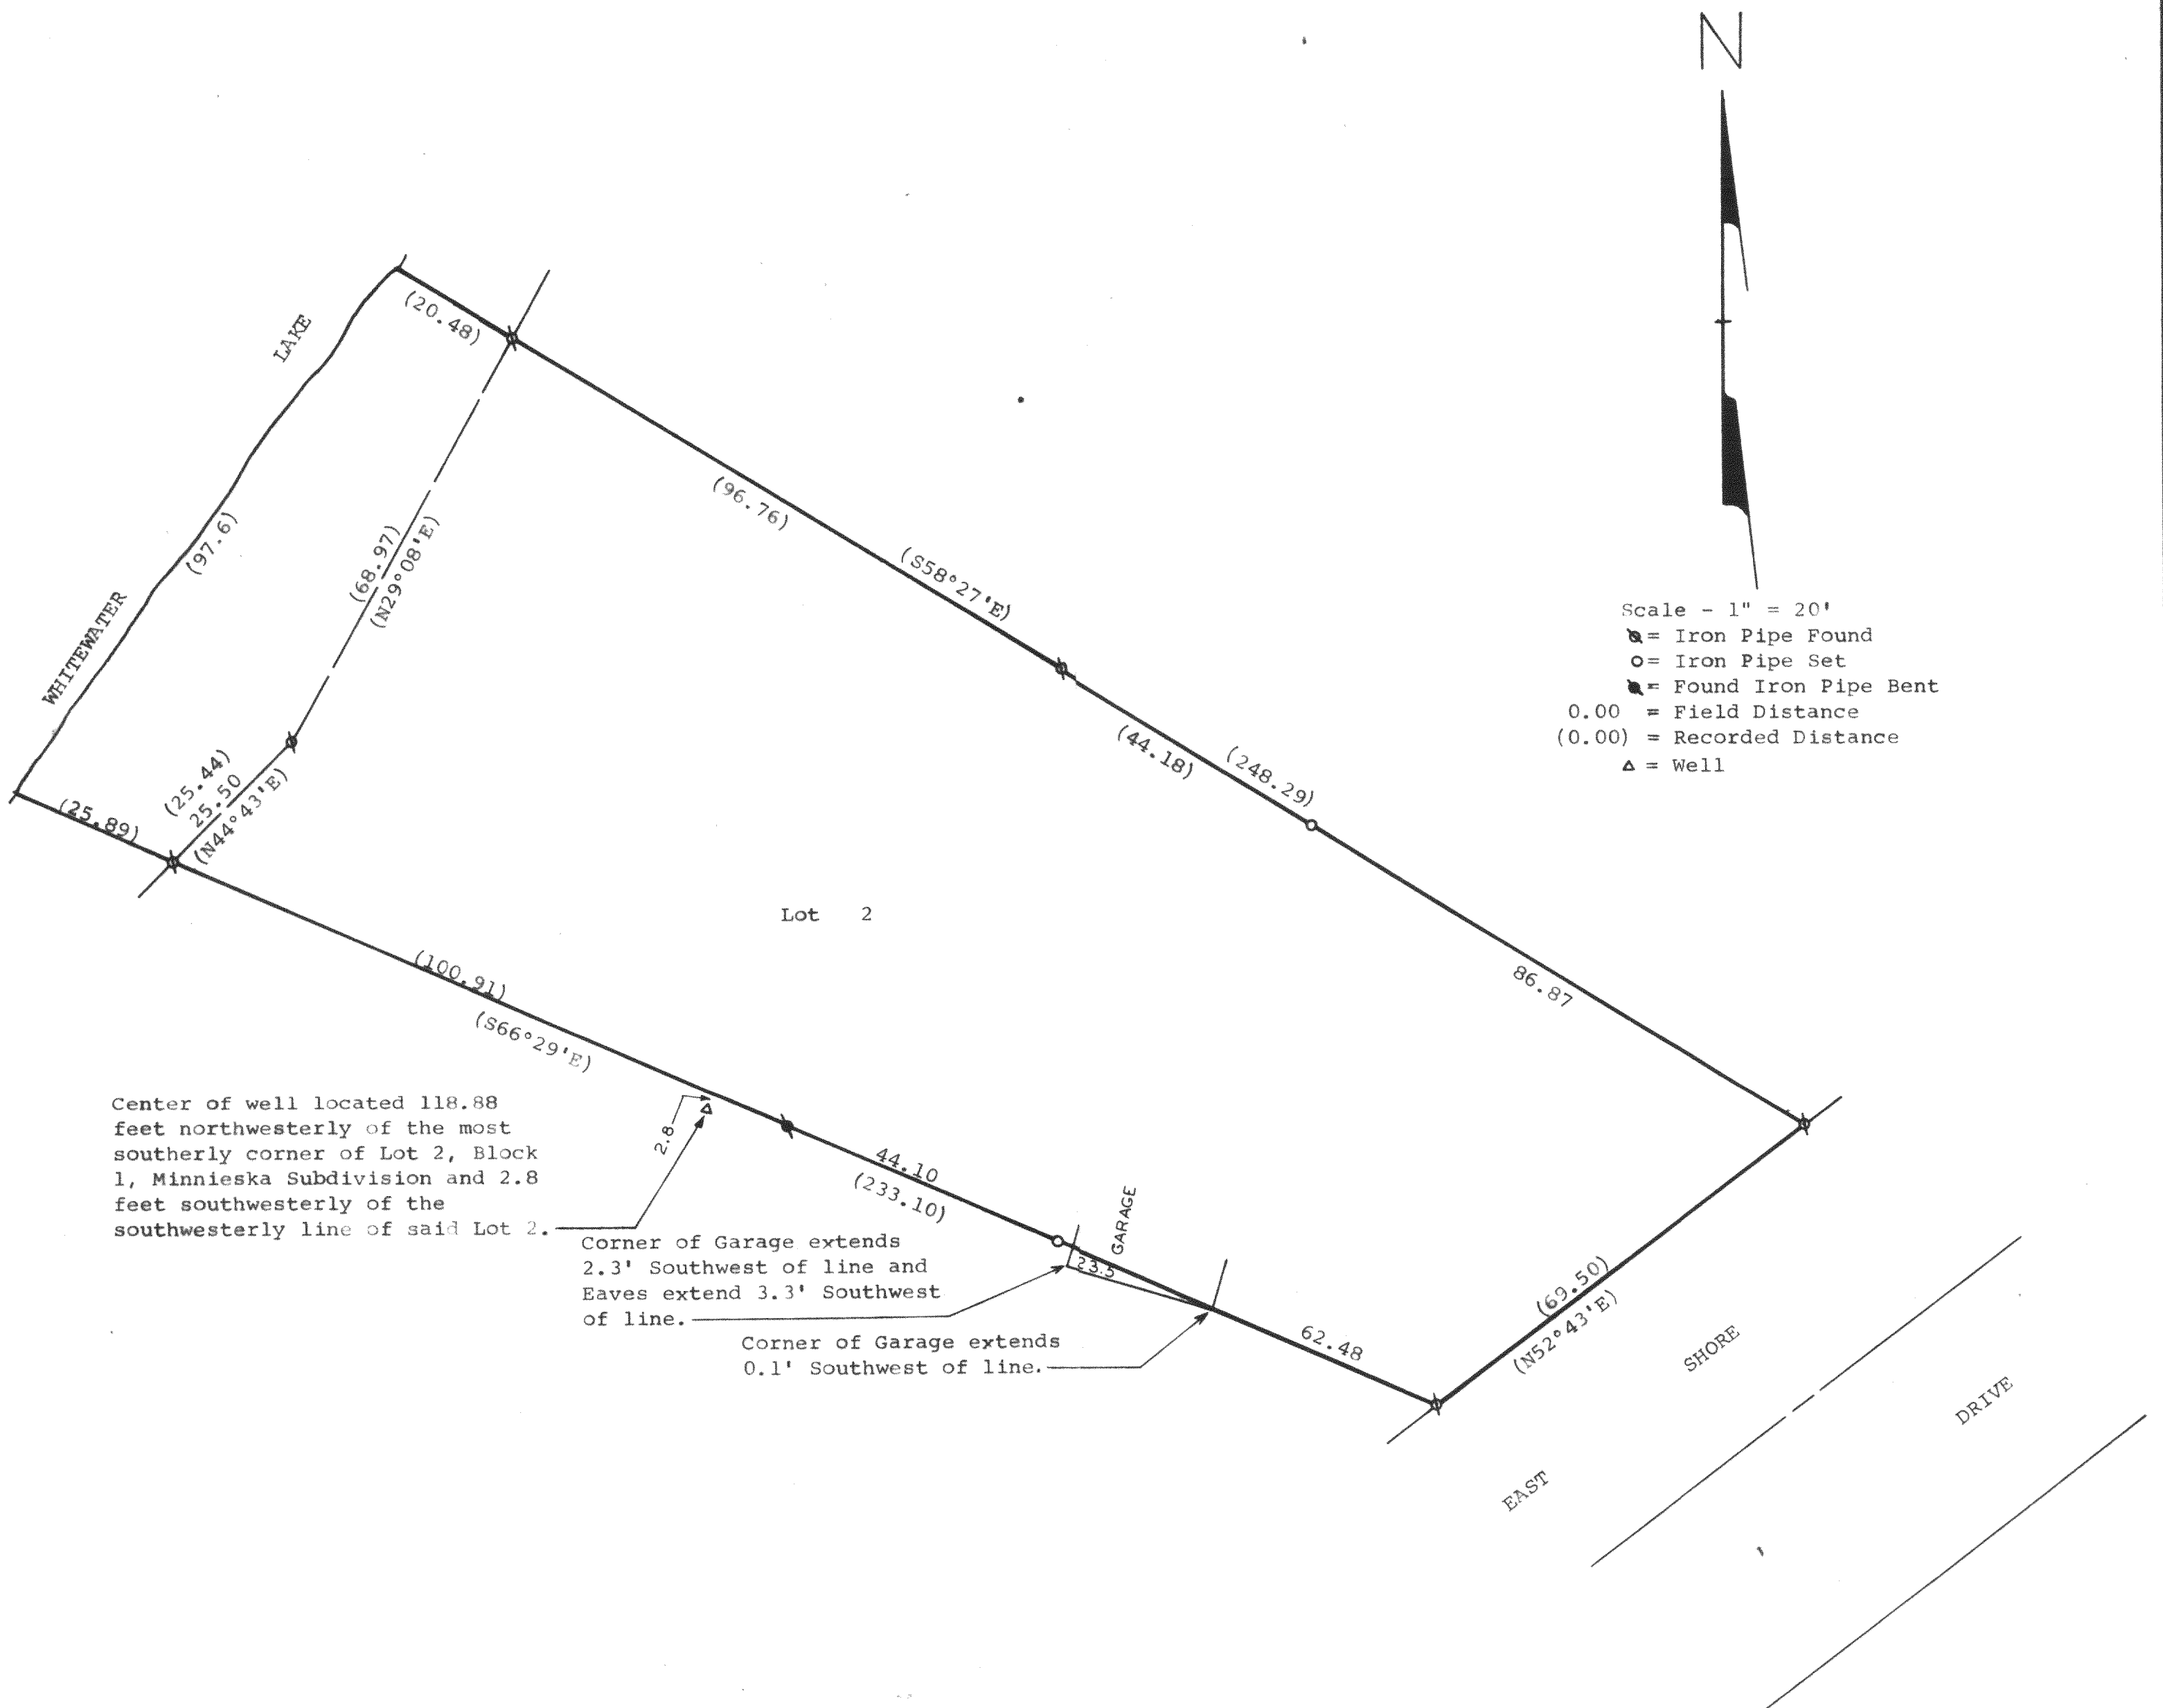 N
(20.48)
LAKE
(96.76)
(97.6)
(68.97)
(N29°08'E)
(S58°27'E)
Scale - 1" = 20'
= Iron Pipe Found
= Iron Pipe Set
= Found Iron Pipe Bent
0.00 = Field Distance
(0.00) = Recorded Distance
Δ = Well
WHITEWATER
(44.18)
(248.29)
(25.44)
25.50
(N44°43'E)
(25.89)
Lot 2
(100.91)
(S66°29'E)
86.87
Center of well located 118.88
feet northwesterly of the most
southerly corner of Lot 2, Block
1, Minnieska Subdivision and 2.8
feet southwesterly of the
southwesterly line of said Lot 2.
2.8
44.10
(233.10)
GARAGE
23.5
Corner of Garage extends
2.3' Southwest of line and
Eaves extend 3.3' Southwest
of line.
Corner of Garage extends
0.1' Southwest of line.
62.48
(69.50)
(N52°43'E)
EAST SHORE DRIVE